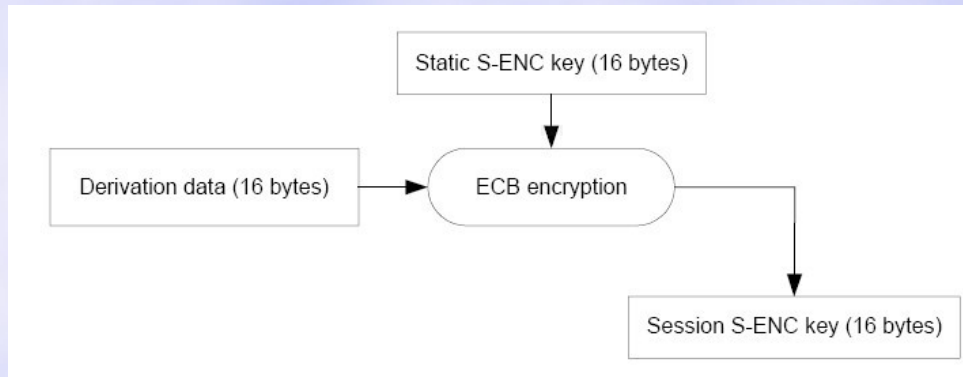 Static S-ENC key (16 bytes)
Derivation data (16 bytes)
ECB encryption
Session S-ENC key (16 bytes)